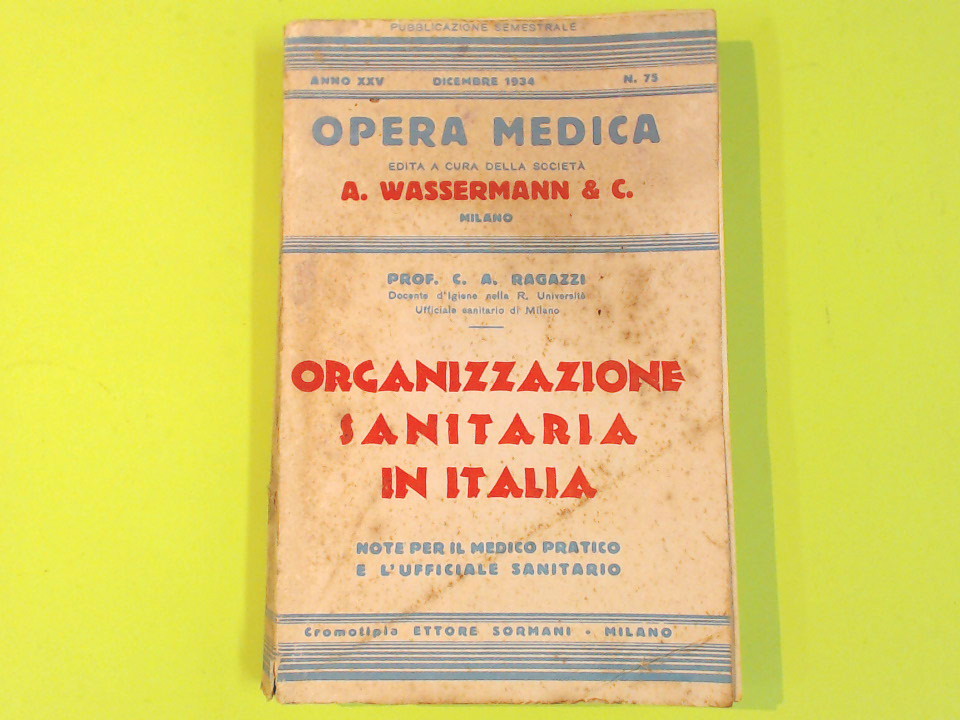 PUBBLICAZIONE SEMESTRALE
ANNO XXV DICEMBRE 1934 N. 75
OPERA MEDICA
EDITA A CURA DELLA SOCIETÀ
A. WASSERMANN & C.
MILANO
PROF. C. A. RAGAZZI
Docente d'Igiene nella R. Università
Ufficiale sanitario di Milano
ORGANIZZAZIONE
SANITARIA
IN ITALIA
NOTE PER IL MEDICO PRATICO
E L'UFFICIALE SANITARIO
Cromotipia ETTORE SORMANI - MILANO